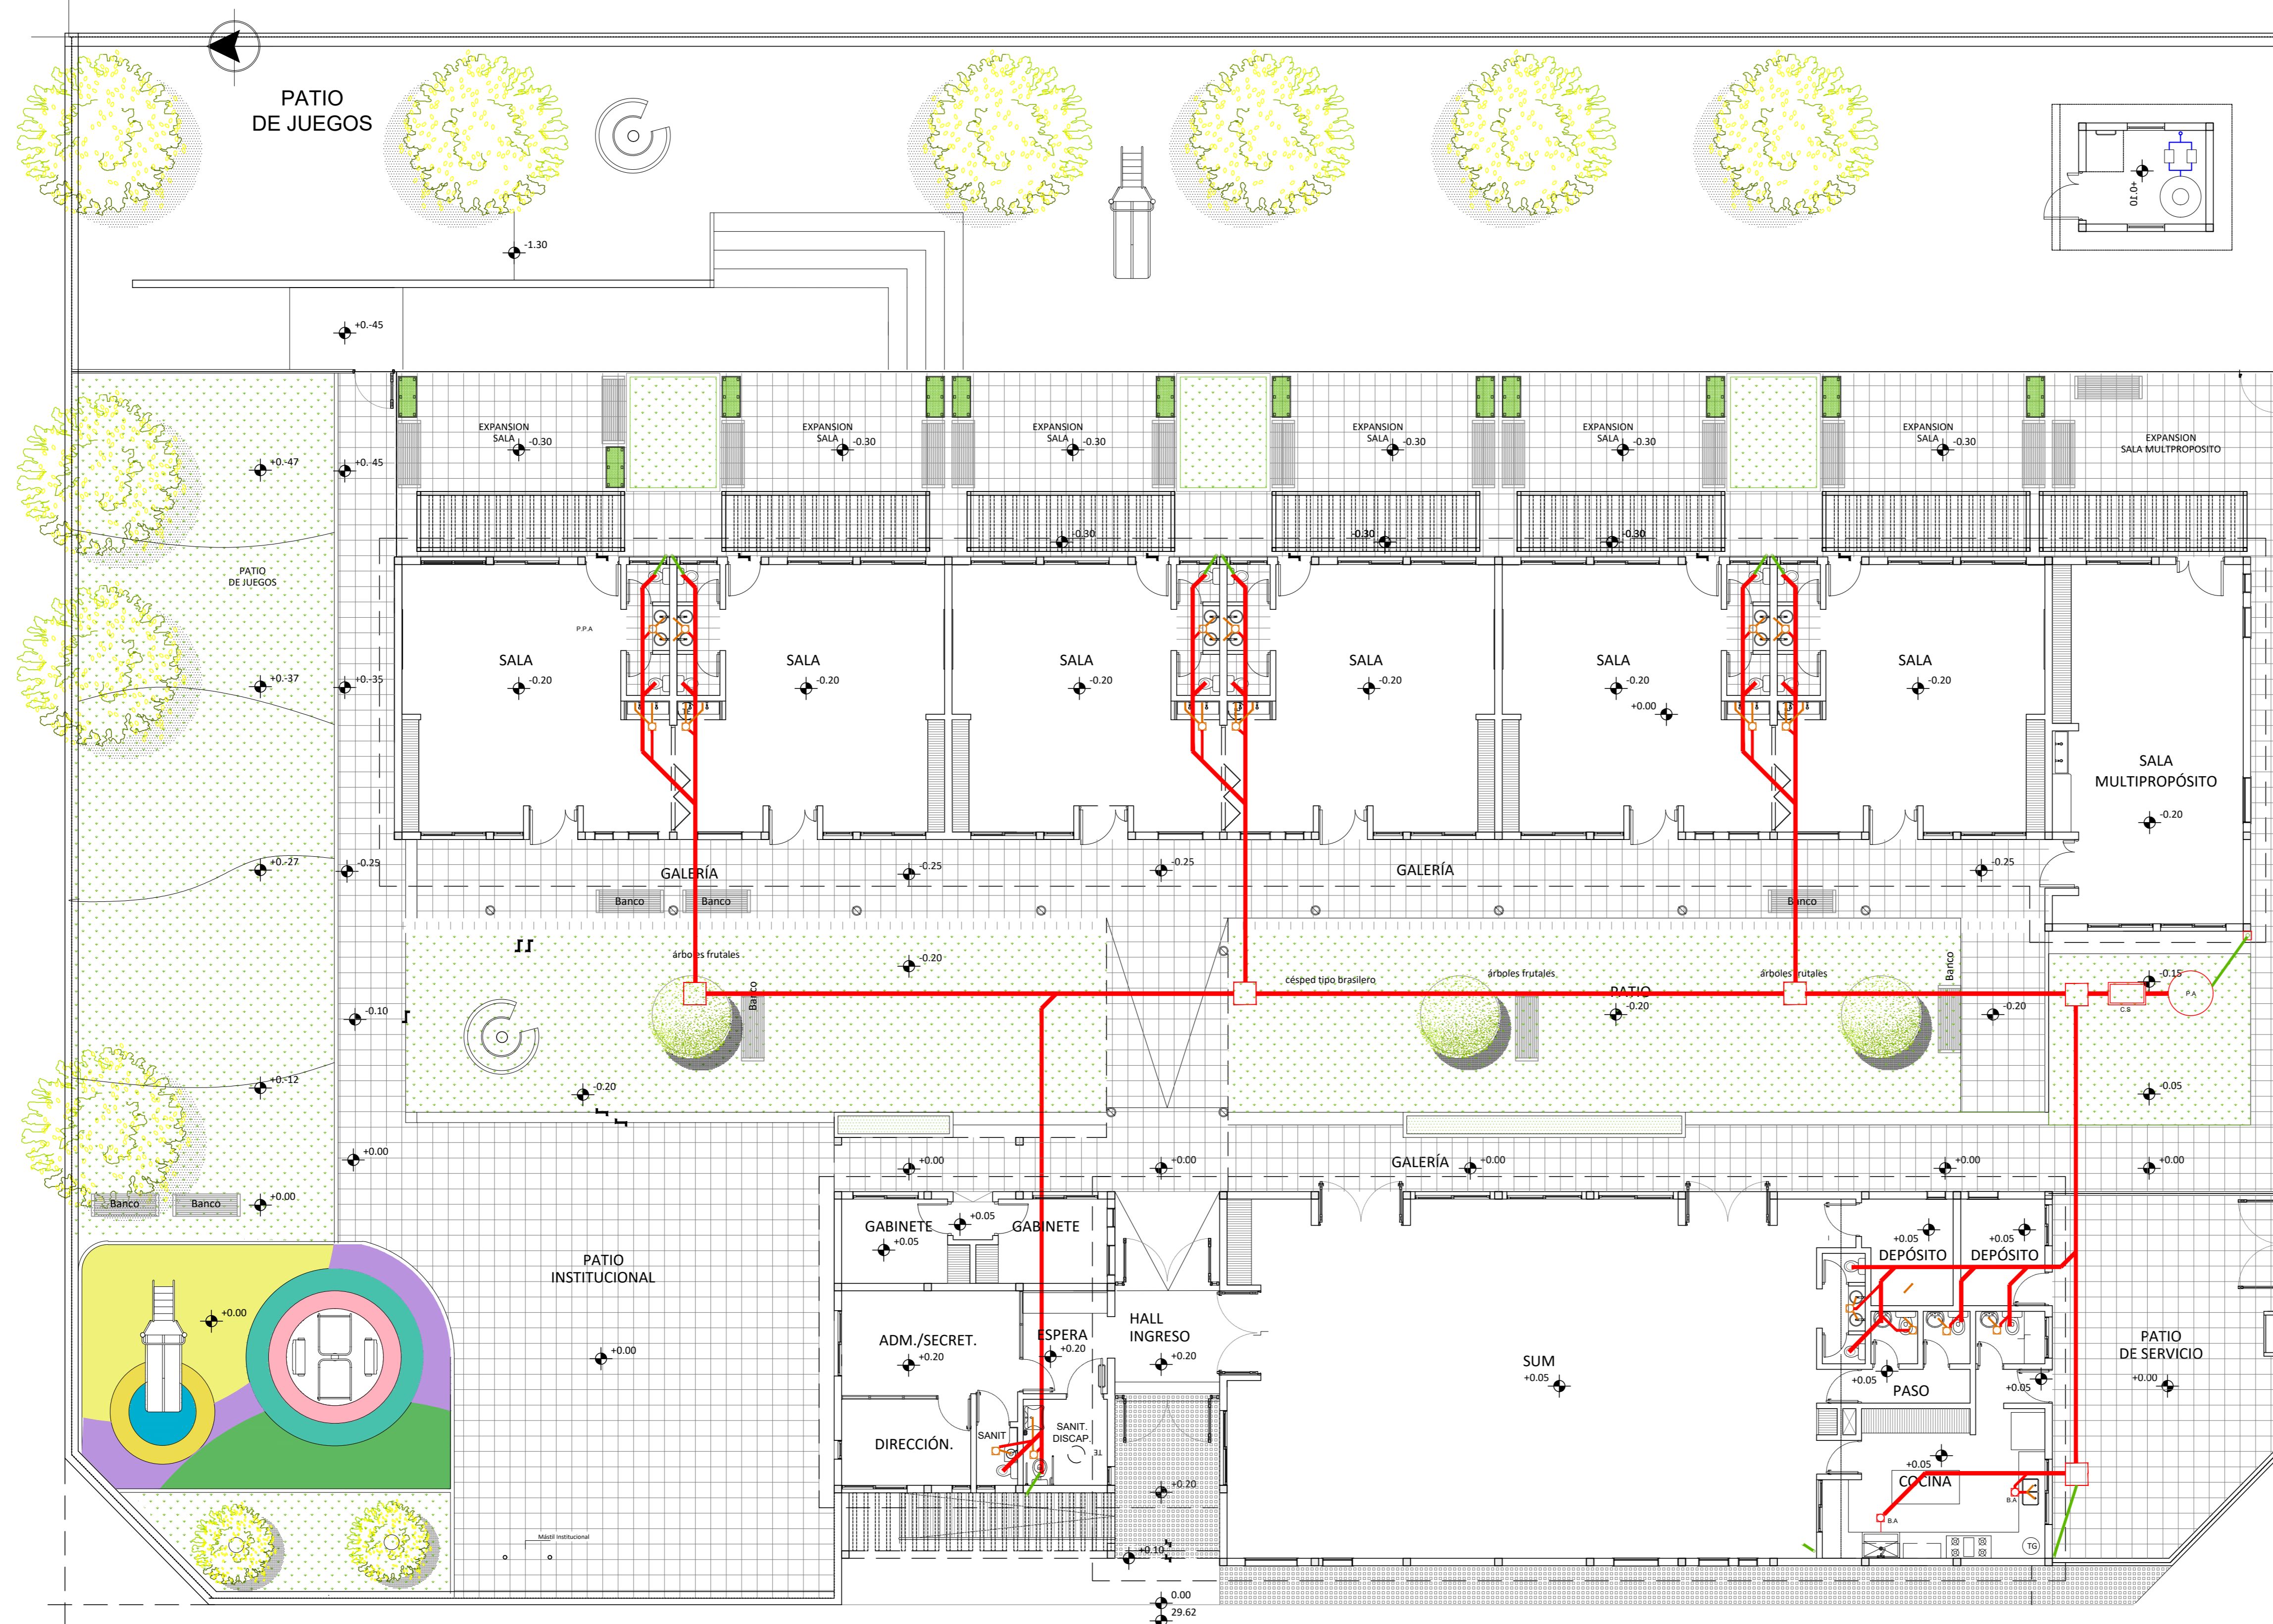 PATIO
DE JUEGOS
-1.30
+0.10
+0.-45
EXPANSION
SALA
-0.30
EXPANSION
SALA
-0.30
EXPANSION
SALA
-0.30
EXPANSION
SALA
-0.30
EXPANSION
SALA
-0.30
EXPANSION
SALA
-0.30
EXPANSION
SALA MULTPROPOSITO
+0.-47
+0.-45
-0.30
-0.30
-0.30
PATIO
DE JUEGOS
P.P.A
SALA
-0.20
SALA
-0.20
SALA
-0.20
SALA
-0.20
SALA
-0.20
+0.00
SALA
-0.20
+0.-37
+0.-35
SALA
MULTIPROPÓSITO
-0.20
+0.-27
-0.25
GALERÍA
-0.25
-0.25
GALERÍA
-0.25
Banco
Banco
Banco
árboles frutales
-0.20
césped tipo brasilero
árboles frutales
árboles frutales
Banco
Banco
PATIO
-0.20
-0.20
-0.15
P.A
C.S
-0.10
+0.-12
-0.20
-0.05
+0.00
+0.00
+0.00
GALERÍA
+0.00
+0.00
+0.00
Banco
Banco
+0.00
GABINETE
+0.05
+0.05
GABINETE
+0.05
DEPÓSITO
+0.05
DEPÓSITO
PATIO
INSTITUCIONAL
+0.00
+0.00
ADM./SECRET.
+0.20
ESPERA
+0.20
HALL
INGRESO
+0.20
SUM
+0.05
+0.05
PASO
+0.05
PATIO
DE SERVICIO
+0.00
DIRECCIÓN.
SANIT
SANIT.
DISCAP.
TE
+0.05
COCINA
B.A
B.A
TG
+0.20
Mástil Institucional
+0.10
0.00
29.62